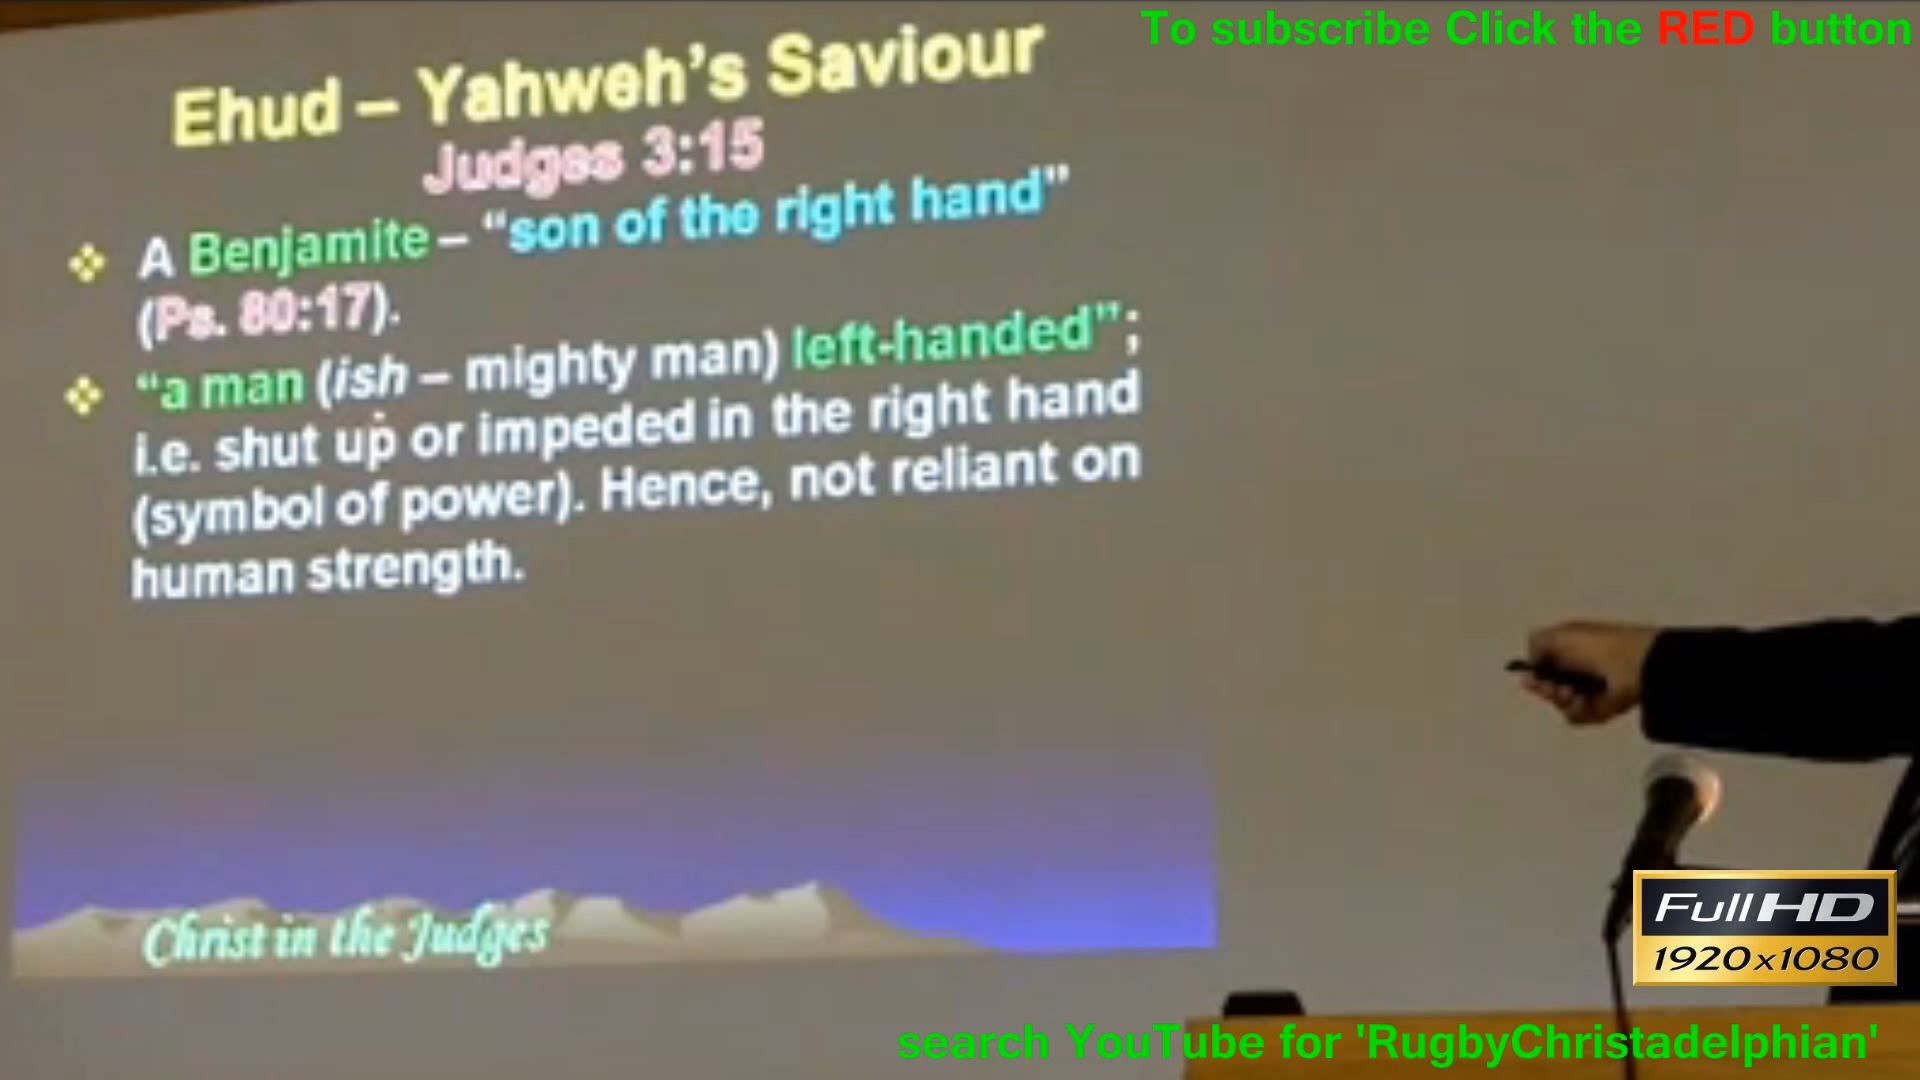 To subscribe Click the RED button
Ehud – Yahweh's Saviour
Judges 3:15
❖ A Benjamite – “son of the right hand”
(Ps. 80:17).
❖ “a man (ish – mighty man) left-handed”;
i.e. shut up or impeded in the right hand
(symbol of power). Hence, not reliant on
human strength.
Christ in the Judges
Full HD
1920x1080
search YouTube for 'RugbyChristadelphian'